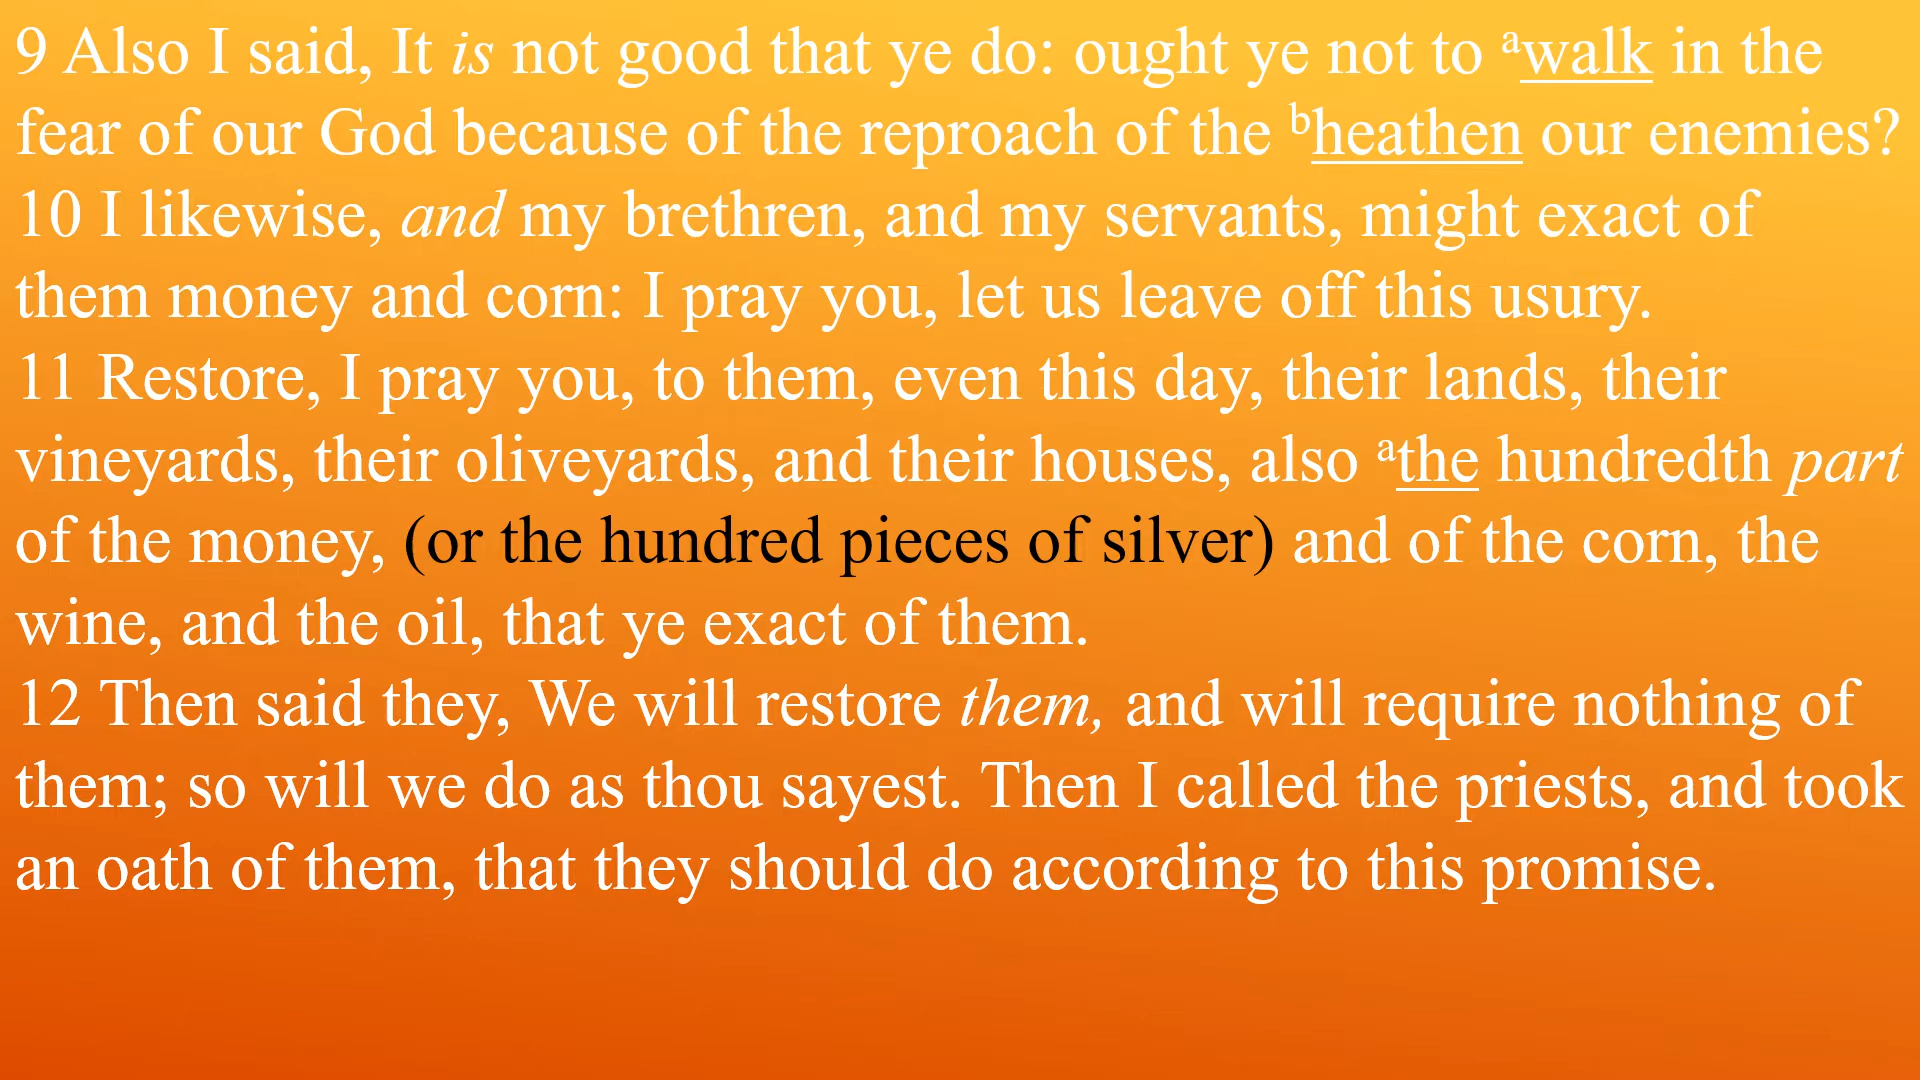 9 Also I said, It is not good that ye do: ought ye not to ᵃwalk in the
fear of our God because of the reproach of the ᵇheathen our enemies?
10 I likewise, and my brethren, and my servants, might exact of
them money and corn: I pray you, let us leave off this usury.
11 Restore, I pray you, to them, even this day, their lands, their
vineyards, their oliveyards, and their houses, also ᵃthe hundredth part
of the money, (or the hundred pieces of silver) and of the corn, the
wine, and the oil, that ye exact of them.
12 Then said they, We will restore them, and will require nothing of
them; so will we do as thou sayest. Then I called the priests, and took
an oath of them, that they should do according to this promise.